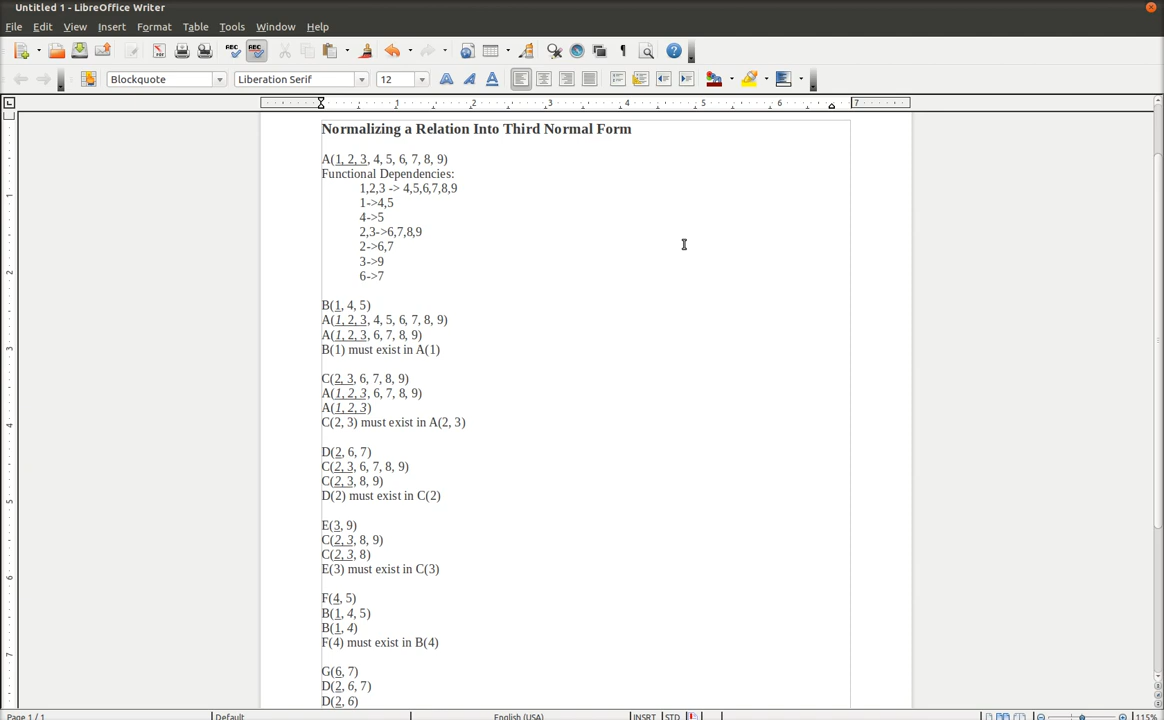 Untitled 1 - LibreOffice Writer
File Edit View Insert Format Table Tools Window Help
Blockquote Liberation Serif 12
1 2 3 4 5 6 7
Normalizing a Relation Into Third Normal Form
A(1, 2, 3, 4, 5, 6, 7, 8, 9)
Functional Dependencies:
1,2,3 -> 4,5,6,7,8,9
1->4,5
4->5
2,3->6,7,8,9
2->6,7
3->9
6->7
B(1, 4, 5)
A(1, 2, 3, 4, 5, 6, 7, 8, 9)
A(1, 2, 3, 6, 7, 8, 9)
B(1) must exist in A(1)
C(2, 3, 6, 7, 8, 9)
A(1, 2, 3, 6, 7, 8, 9)
A(1, 2, 3)
C(2, 3) must exist in A(2, 3)
D(2, 6, 7)
C(2, 3, 6, 7, 8, 9)
C(2, 3, 8, 9)
D(2) must exist in C(2)
E(3, 9)
C(2, 3, 8, 9)
C(2, 3, 8)
E(3) must exist in C(3)
F(4, 5)
B(1, 4, 5)
B(1, 4)
F(4) must exist in B(4)
G(6, 7)
D(2, 6, 7)
D(2, 6)
Page 1 / 1 Default English (USA) INSRT STD 115%